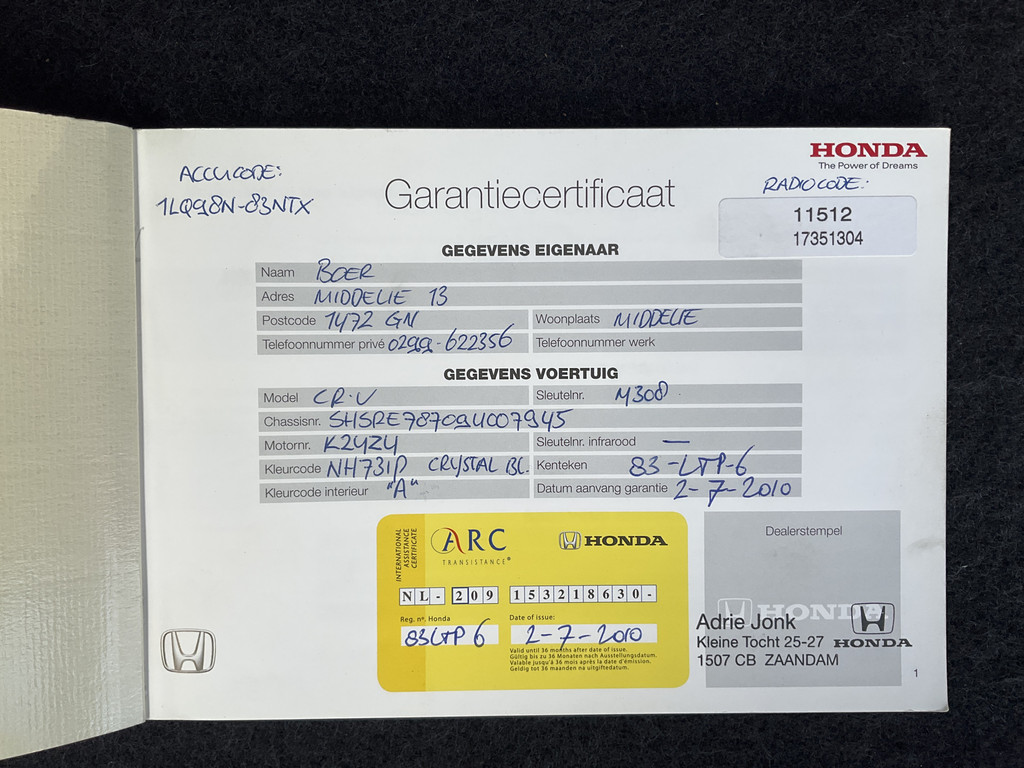 HONDA
The Power of Dreams
ACCUCODE:
1LQ98N-83NTX
Garantiecertificaat
RADIOCODE:
11512
17351304
GEGEVENS EIGENAAR
Naam BOER
Adres MIDDELIE 13
Postcode 1472 GN Woonplaats MIDDELIE
Telefoonnummer privé 0299-622356 Telefoonnummer werk
GEGEVENS VOERTUIG
Model CR-V Sleutelnr. M308
Chassisnr. SHSRE78709U007945
Motornr. K24Z4 Sleutelnr. infrarood —
Kleurcode NH731P CRYSTAL BL. Kenteken 83-LTP-6
Kleurcode interieur "A" Datum aanvang garantie 2-7-2010
INTERNATIONAL
ASSISTANCE
CERTIFICATE
ARC
TRANSISTANCE®
HONDA
NL-209 153218630-
Reg. nº. Honda Date of issue:
83LTP6 2-7-2010
Valid until 36 months after date of issue.
Gültig bis zu 36 Monaten nach Ausstellungsdatum.
Valable jusqu'à 36 mois après la date d'émission.
Geldig tot 36 maanden na uitgiftedatum.
Dealerstempel
HONDA
Adrie Jonk
Kleine Tocht 25-27 HONDA
1507 CB ZAANDAM
1